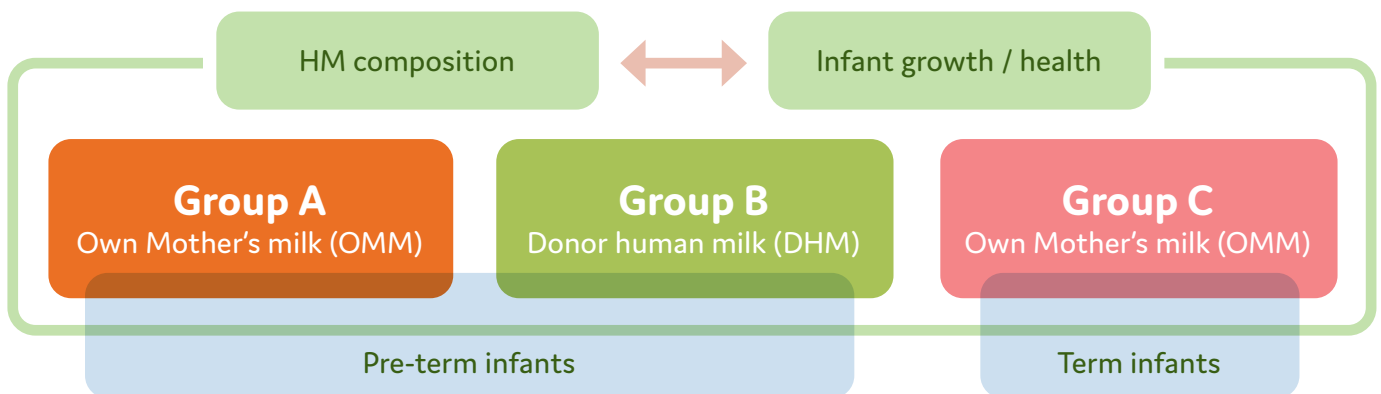 HM composition
Infant growth / health
Group A
Own Mother's milk (OMM)
Group B
Donor human milk (DHM)
Group C
Own Mother's milk (OMM)
Pre-term infants
Term infants